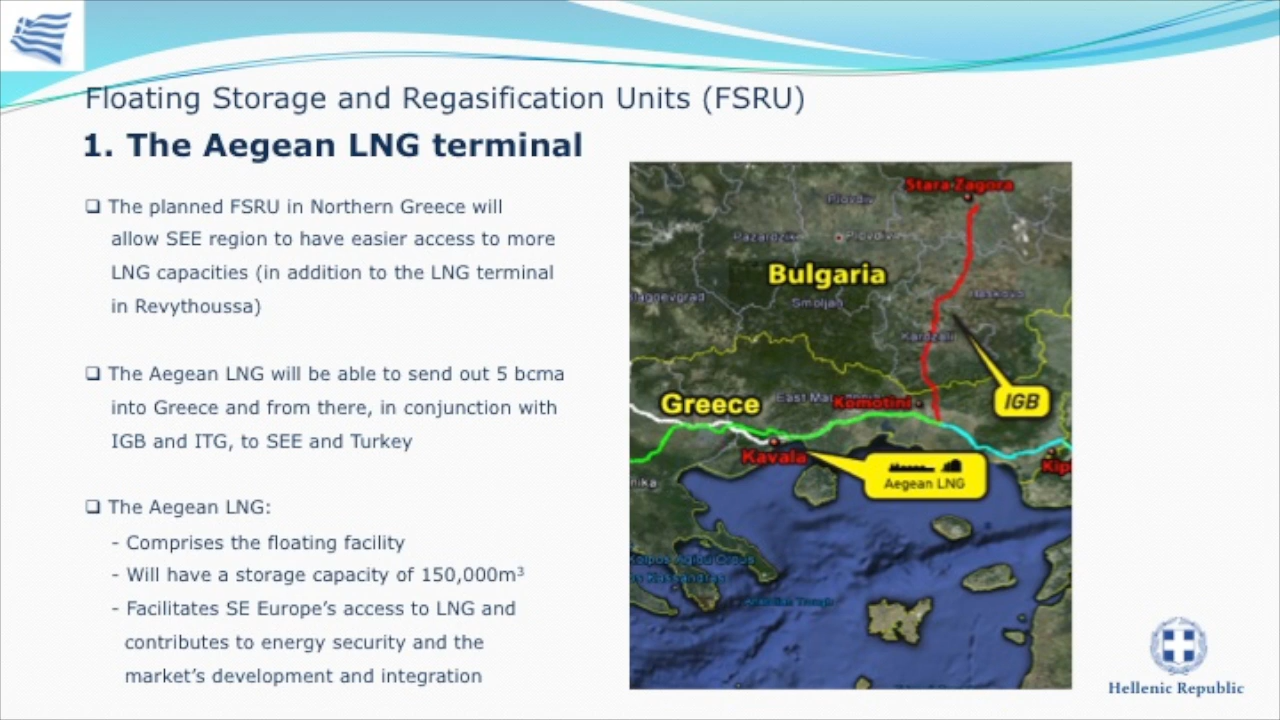 Floating Storage and Regasification Units (FSRU)
1. The Aegean LNG terminal
❑ The planned FSRU in Northern Greece will
allow SEE region to have easier access to more
LNG capacities (in addition to the LNG terminal
in Revythoussa)
❑ The Aegean LNG will be able to send out 5 bcma
into Greece and from there, in conjunction with
IGB and ITG, to SEE and Turkey
❑ The Aegean LNG:
- Comprises the floating facility
- Will have a storage capacity of 150,000m³
- Facilitates SE Europe’s access to LNG and
contributes to energy security and the
market’s development and integration
Stara Zagora
Plovdiv
Pazardzik
Plovdiv
Bulgaria
Smoljan
Kardzali
IGB
Greece
Komotini
Kavala
Aegean LNG
Kip
nika
Hellenic Republic